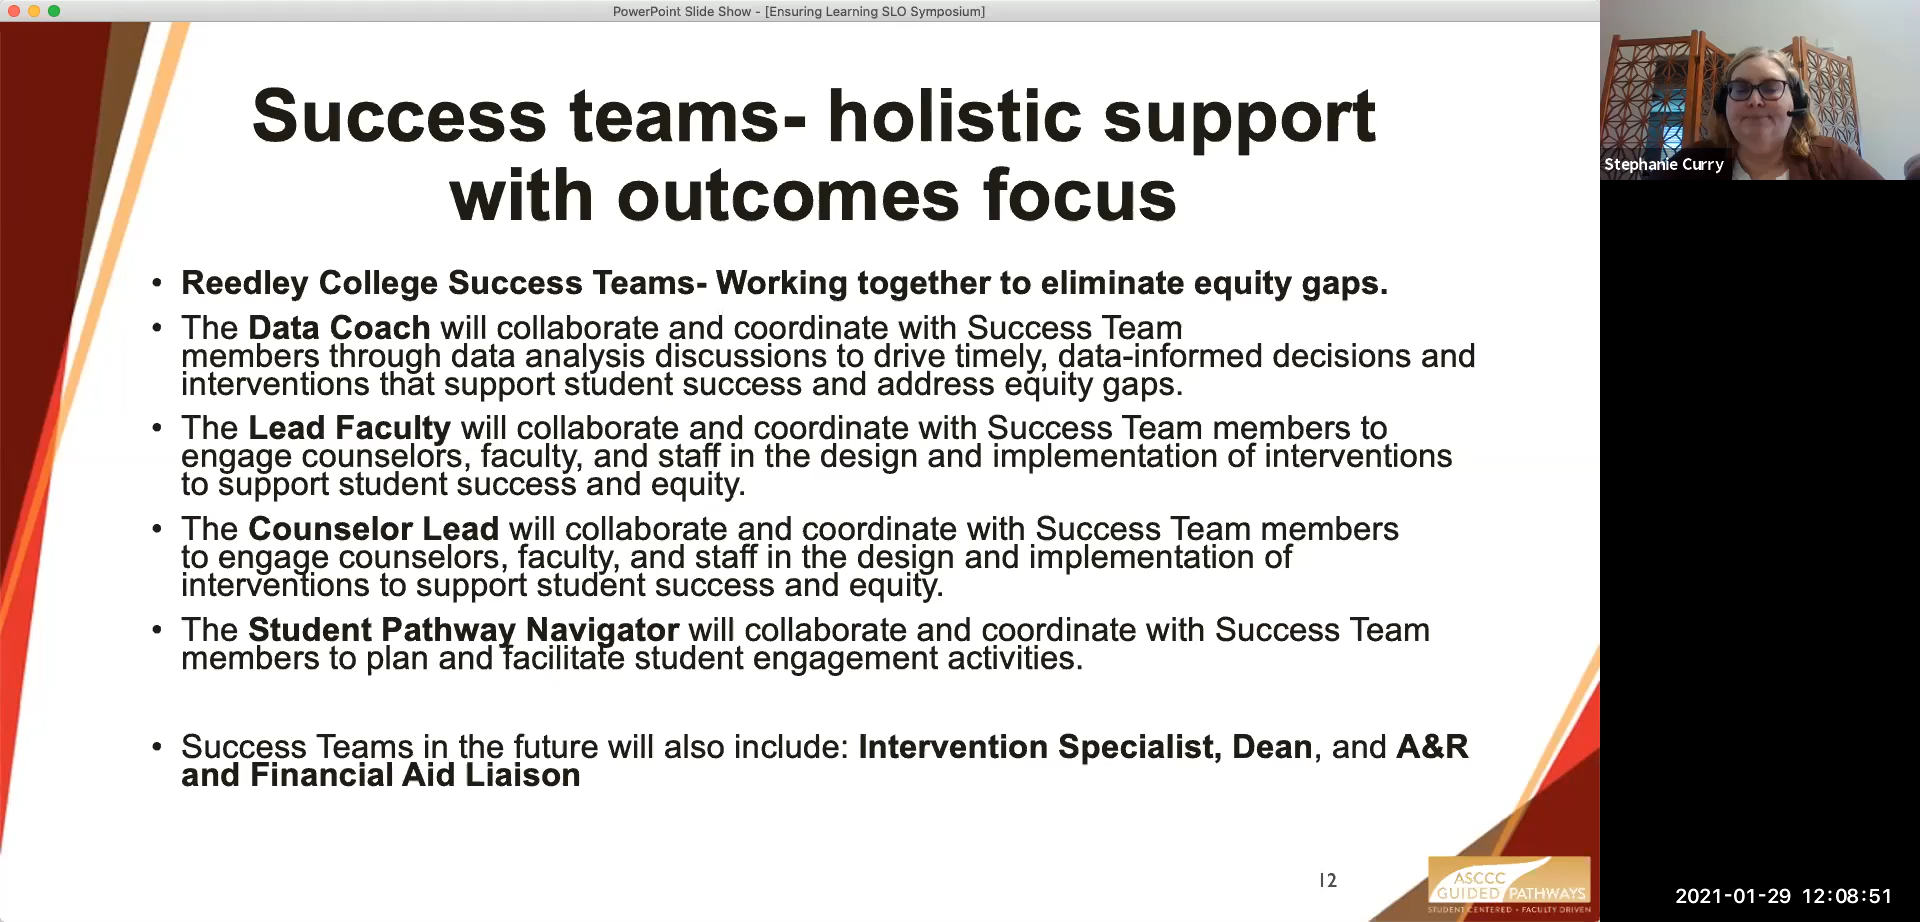 PowerPoint Slide Show - [Ensuring Learning SLO Symposium]
Success teams- holistic support
with outcomes focus
• Reedley College Success Teams- Working together to eliminate equity gaps.
• The Data Coach will collaborate and coordinate with Success Team
members through data analysis discussions to drive timely, data-informed decisions and
interventions that support student success and address equity gaps.
• The Lead Faculty will collaborate and coordinate with Success Team members to
engage counselors, faculty, and staff in the design and implementation of interventions
to support student success and equity.
• The Counselor Lead will collaborate and coordinate with Success Team members
to engage counselors, faculty, and staff in the design and implementation of
interventions to support student success and equity.
• The Student Pathway Navigator will collaborate and coordinate with Success Team
members to plan and facilitate student engagement activities.
• Success Teams in the future will also include: Intervention Specialist, Dean, and A&R
and Financial Aid Liaison
12
ASCCC
GUIDED PATHWAYS
STUDENT CENTERED • FACULTY DRIVEN
Stephanie Curry
2021-01-29 12:08:51